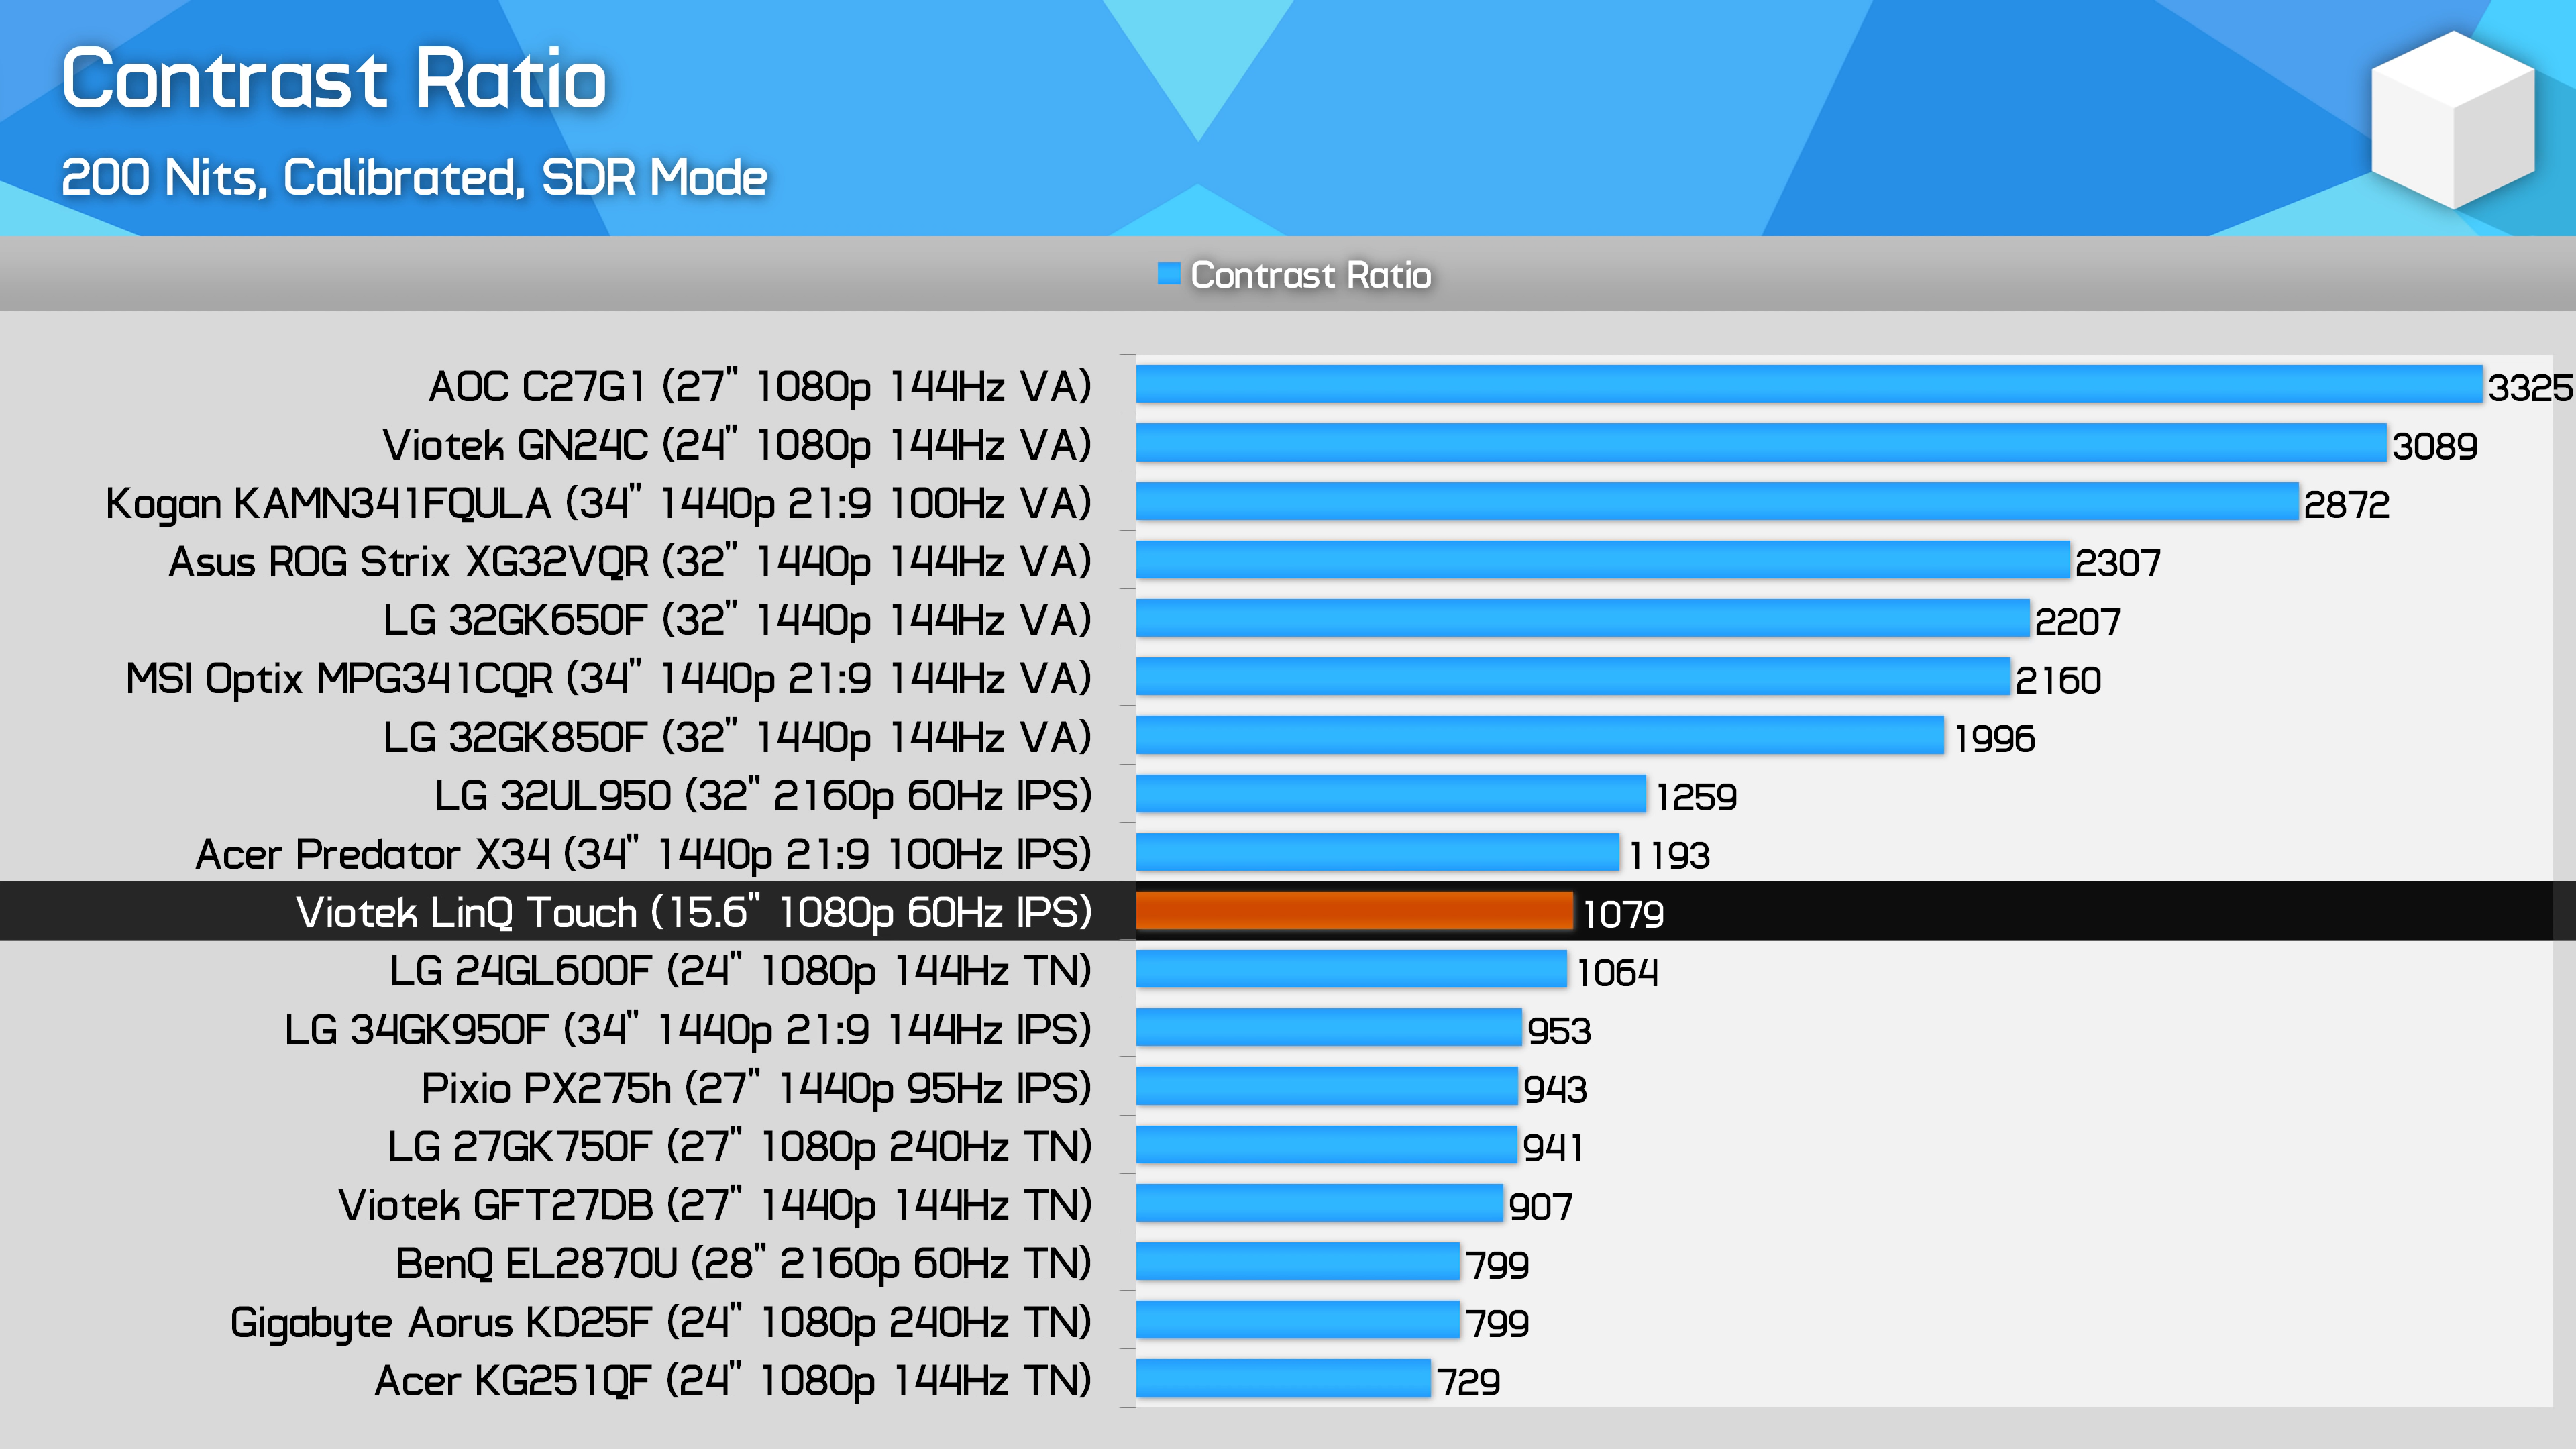 Contrast Ratio
200 Nits, Calibrated, SDR Mode
Contrast Ratio
AOC C27G1 (27" 1080p 144Hz VA) 3325
Viotek GN24C (24" 1080p 144Hz VA) 3089
Kogan KAMN341FQULA (34" 1440p 21:9 100Hz VA) 2872
Asus ROG Strix XG32VQR (32" 1440p 144Hz VA) 2307
LG 32GK650F (32" 1440p 144Hz VA) 2207
MSI Optix MPG341CQR (34" 1440p 21:9 144Hz VA) 2160
LG 32GK850F (32" 1440p 144Hz VA) 1996
LG 32UL950 (32" 2160p 60Hz IPS) 1259
Acer Predator X34 (34" 1440p 21:9 100Hz IPS) 1193
Viotek LinQ Touch (15.6" 1080p 60Hz IPS) 1079
LG 24GL600F (24" 1080p 144Hz TN) 1064
LG 34GK950F (34" 1440p 21:9 144Hz IPS) 953
Pixio PX275h (27" 1440p 95Hz IPS) 943
LG 27GK750F (27" 1080p 240Hz TN) 941
Viotek GFT27DB (27" 1440p 144Hz TN) 907
BenQ EL2870U (28" 2160p 60Hz TN) 799
Gigabyte Aorus KD25F (24" 1080p 240Hz TN) 799
Acer KG251QF (24" 1080p 144Hz TN) 729